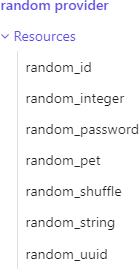 random provider
Resources
random_id
random_integer
random_password
random_pet
random_shuffle
random_string
random_uuid